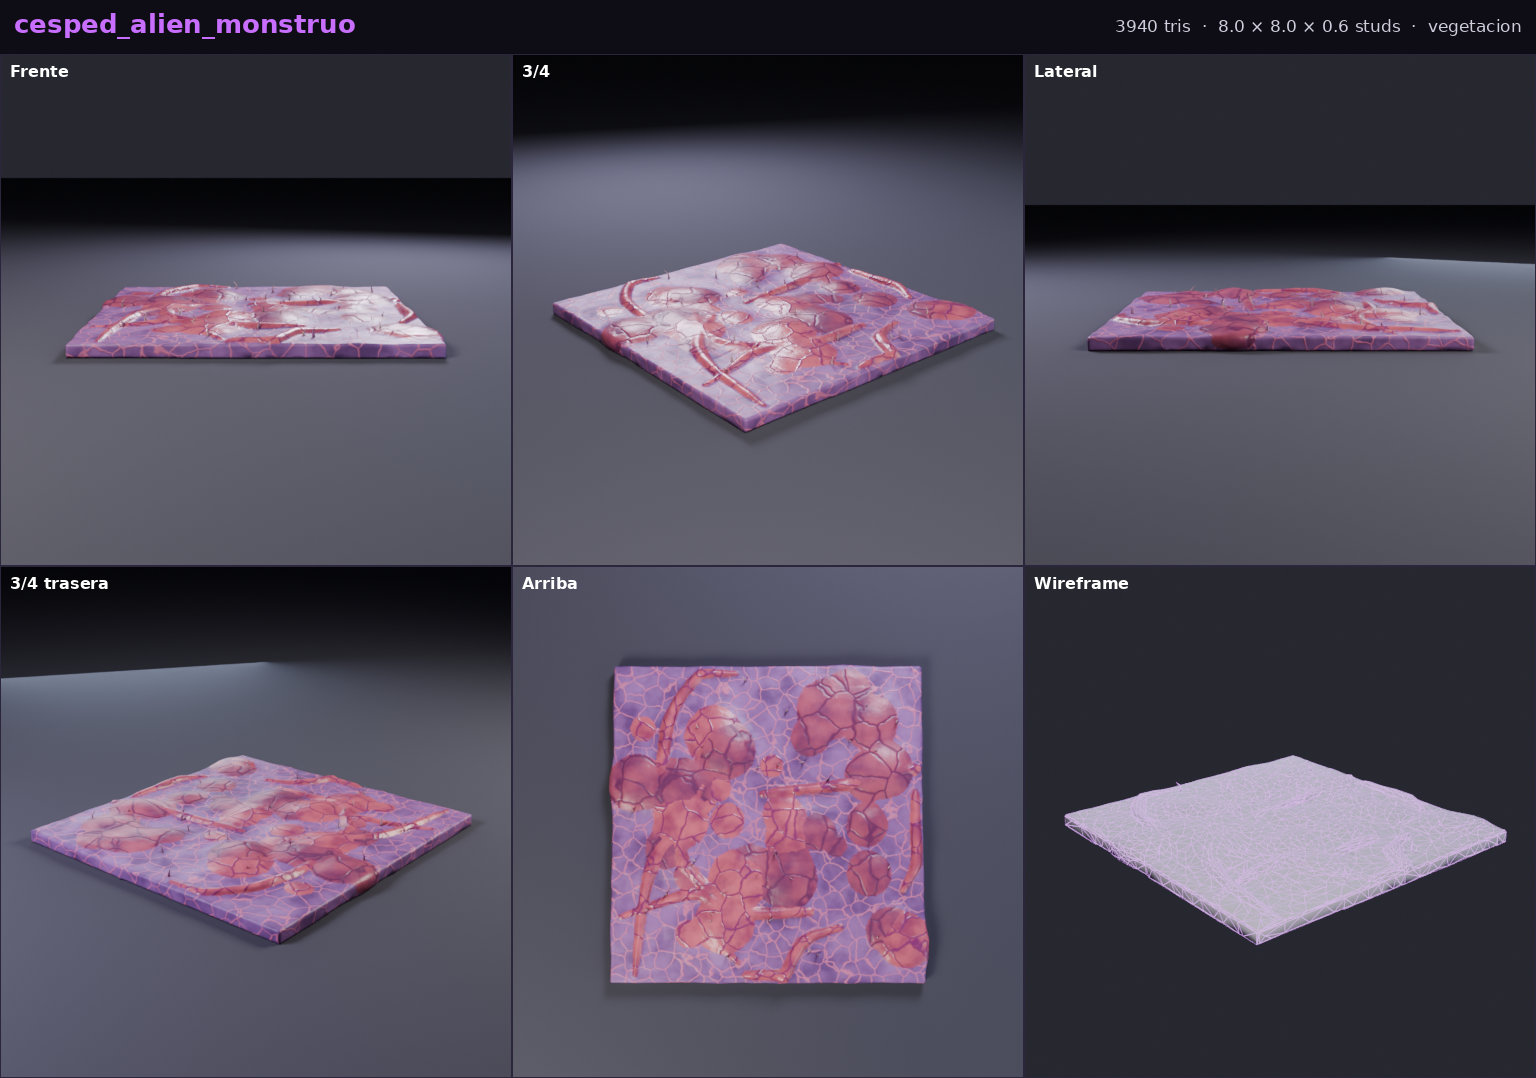 cesped_alien_monstruo
3940 tris · 8.0 × 8.0 × 0.6 studs · vegetacion
Frente
3/4
Lateral
3/4 trasera
Arriba
Wireframe